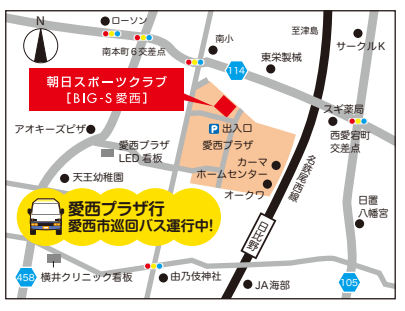 N
ローソン
南本町6交差点
南小
至津島
サークルK
東栄製械
114
朝日スポーツクラブ
［BIG-S 愛西］
スギ薬局
アオキーズピザ
P 出入口
西愛宕町
交差点
愛西プラザ
愛西プラザ
LED 看板
カーマ
ホームセンター
名鉄尾西線
天王幼稚園
オークワ
愛西プラザ行
愛西市巡回バス運行中!
日置
八幡宮
日比野
458
横井クリニック看板
由乃伎神社
JA海部
105